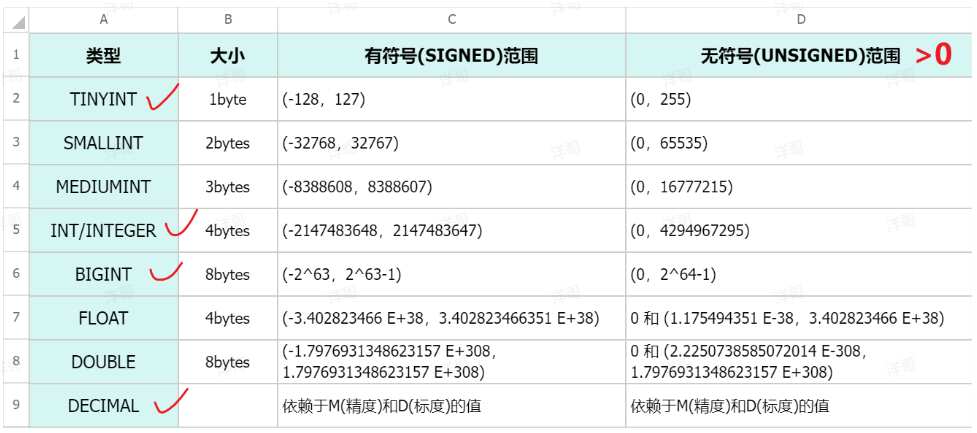 A B C D
1 类型 大小 有符号(SIGNED)范围 无符号(UNSIGNED)范围 >0
2 TINYINT 1byte (-128，127) (0，255)
3 SMALLINT 2bytes (-32768，32767) (0，65535)
4 MEDIUMINT 3bytes (-8388608，8388607) (0，16777215)
5 INT/INTEGER 4bytes (-2147483648，2147483647) (0，4294967295)
6 BIGINT 8bytes (-2^63，2^63-1) (0，2^64-1)
7 FLOAT 4bytes (-3.402823466 E+38，3.402823466351 E+38) 0 和 (1.175494351 E-38，3.402823466 E+38)
8 DOUBLE 8bytes (-1.7976931348623157 E+308， 0 和 (2.2250738585072014 E-308，
1.7976931348623157 E+308) 1.7976931348623157 E+308)
9 DECIMAL 依赖于M(精度)和D(标度)的值 依赖于M(精度)和D(标度)的值
洋哥